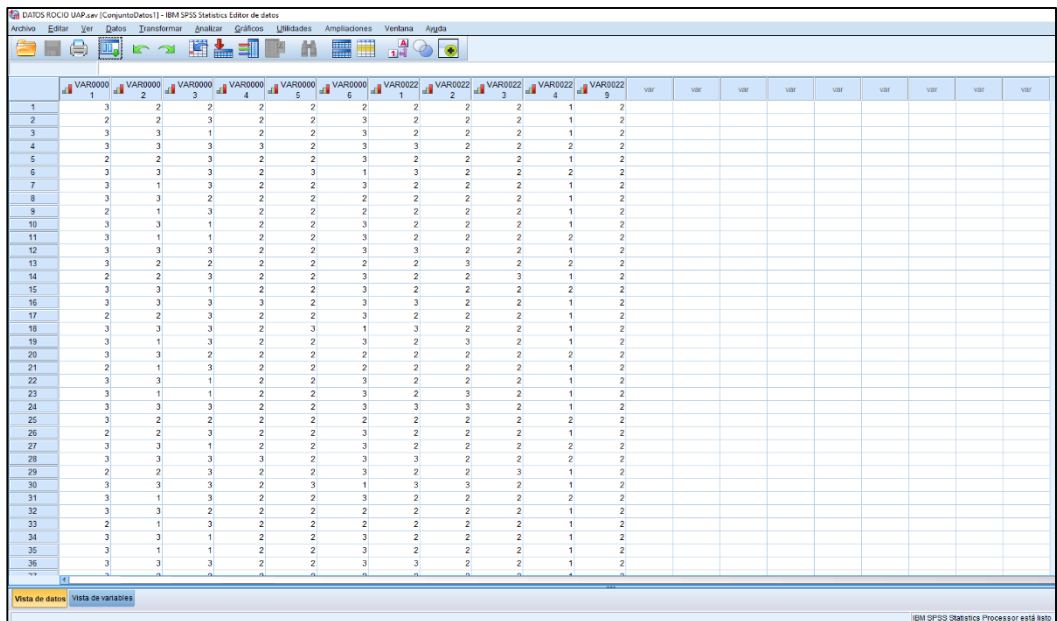 DATOS ROCIO UAP.sav [ConjuntoDatos1] - IBM SPSS Statistics Editor de datos
Archivo Editar Ver Datos Transformar Analizar Gráficos Utilidades Ampliaciones Ventana Ayuda
VAR00001 VAR00002 VAR00003 VAR00004 VAR00005 VAR00006 VAR00221 VAR00222 VAR00223 VAR00224 VAR00229 var var var var var var var var
1 3 2 2 2 2 2 2 2 2 1 2
2 2 2 3 2 2 3 2 2 2 1 2
3 3 3 1 2 2 3 2 2 2 1 2
4 3 3 3 3 2 3 3 2 2 2 2
5 2 2 3 2 2 3 2 2 2 1 2
6 3 3 3 2 3 1 3 2 2 2 2
7 3 1 3 2 2 3 2 2 2 1 2
8 3 3 2 2 2 2 2 2 2 1 2
9 2 1 3 2 2 2 2 2 2 1 2
10 3 3 1 2 2 3 2 2 2 1 2
11 3 1 1 2 2 3 2 2 2 2 2
12 3 3 3 2 2 3 3 2 2 1 2
13 3 2 2 2 2 2 2 3 2 2 2
14 2 2 3 2 2 3 2 2 3 1 2
15 3 3 1 2 2 3 2 2 2 2 2
16 3 3 3 3 2 3 3 2 2 1 2
17 2 2 3 2 2 3 2 2 2 1 2
18 3 3 3 2 3 1 3 2 2 1 2
19 3 1 3 2 2 3 2 3 2 1 2
20 3 3 2 2 2 2 2 2 2 2 2
21 2 1 3 2 2 2 2 2 2 1 2
22 3 3 1 2 2 3 2 2 2 1 2
23 3 1 1 2 2 3 2 3 2 1 2
24 3 3 3 2 2 3 3 3 2 1 2
25 3 2 2 2 2 2 2 2 2 2 2
26 2 2 3 2 2 3 2 2 2 1 2
27 3 3 1 2 2 3 2 2 2 2 2
28 3 3 3 3 2 3 3 2 2 2 2
29 2 2 3 2 2 3 2 2 3 1 2
30 3 3 3 2 3 1 3 3 2 1 2
31 3 1 3 2 2 3 2 2 2 2 2
32 3 3 2 2 2 2 2 2 2 1 2
33 2 1 3 2 2 2 2 2 2 1 2
34 3 3 1 2 2 3 2 2 2 1 2
35 3 1 1 2 2 3 2 2 2 1 2
36 3 3 3 2 2 3 3 2 2 1 2
Vista de datos Vista de variables
IBM SPSS Statistics Processor está listo